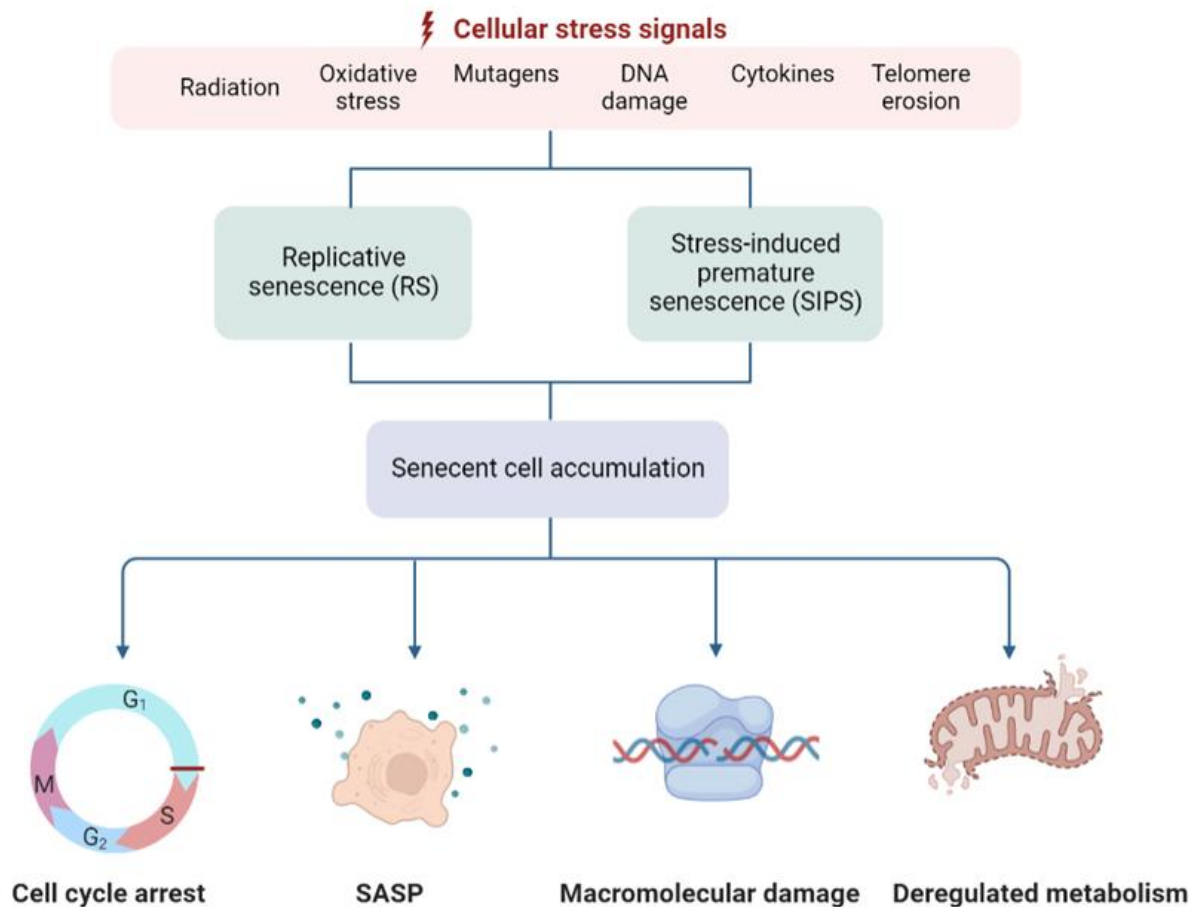 Cellular stress signals
Radiation
Oxidative
stress
Mutagens
DNA
damage
Cytokines
Telomere
erosion
Replicative
senescence (RS)
Stress-induced
premature
senescence (SIPS)
Senecent cell accumulation
G₁
M
S
G₂
Cell cycle arrest
SASP
Macromolecular damage
Deregulated metabolism